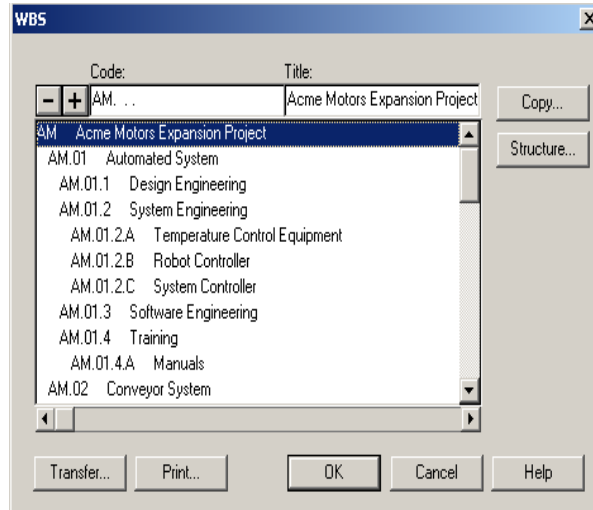 WBS
Code: Title:
AM. . . Acme Motors Expansion Project
Copy...
Structure...
AM Acme Motors Expansion Project
AM.01 Automated System
AM.01.1 Design Engineering
AM.01.2 System Engineering
AM.01.2.A Temperature Control Equipment
AM.01.2.B Robot Controller
AM.01.2.C System Controller
AM.01.3 Software Engineering
AM.01.4 Training
AM.01.4.A Manuals
AM.02 Conveyor System
Transfer... Print... OK Cancel Help